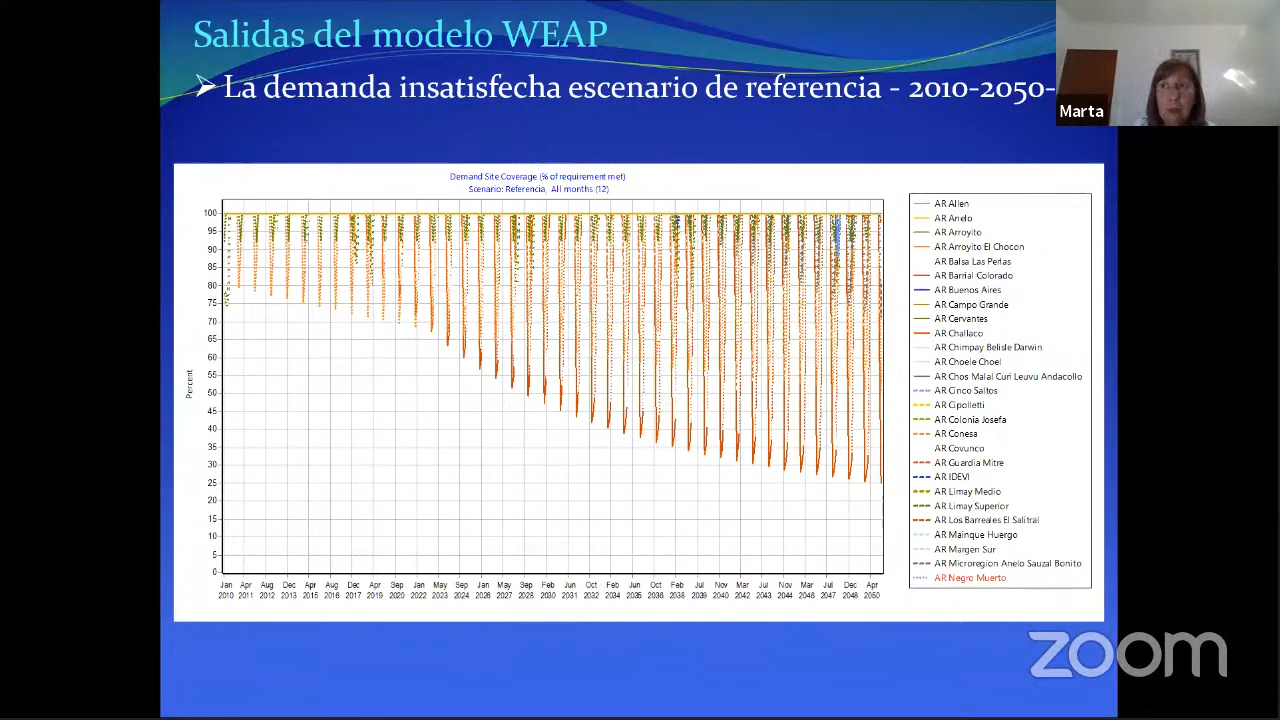 Salidas del modelo WEAP
➢ La demanda insatisfecha escenario de referencia - 2010-2050-
Marta
Demand Site Coverage (% of requirement met)
Scenario: Referencia, All months (12)
Percent
100
95
90
85
80
75
70
65
60
55
50
45
40
35
30
25
20
15
10
5
0
Jan Apr Aug Dec Apr Aug Dec Apr Sep Jan May Sep Jan May Sep Feb Jun Oct Feb Jun Oct Feb Jul Nov Mar Jul Nov Mar Jul Dec Apr
2010 2011 2012 2013 2015 2016 2017 2019 2020 2022 2023 2024 2026 2027 2028 2030 2031 2032 2034 2035 2036 2038 2039 2040 2042 2043 2044 2046 2047 2048 2050
AR Allen
AR Anelo
AR Arroyito
AR Arroyito El Chocon
AR Balsa Las Perlas
AR Barrial Colorado
AR Buenos Aires
AR Campo Grande
AR Cervantes
AR Challaco
AR Chimpay Belisle Darwin
AR Choele Choel
AR Chos Malal Curi Leuvu Andacollo
AR Cinco Saltos
AR Cipolletti
AR Colonia Josefa
AR Conesa
AR Covunco
AR Guardia Mitre
AR IDEVI
AR Limay Medio
AR Limay Superior
AR Los Barreales El Salitral
AR Mainque Huergo
AR Margen Sur
AR Microregion Anelo Sauzal Bonito
AR Negro Muerto
zoom